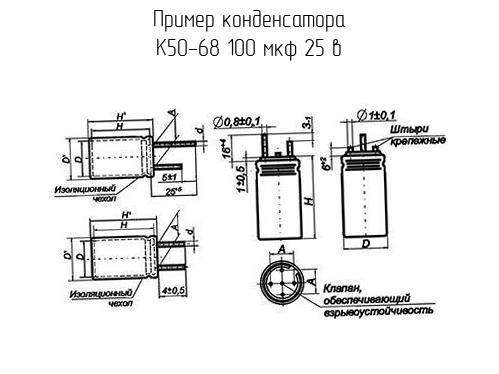 Пример конденсатора
К50-68 100 мкф 25 в
H*
H
A
d
D*
D
Изоляционный
чехол
5±1
25+5
H*
H
A
d
D*
D
Изоляционный
чехол
4±0,5
∅0,8±0,1
3-1
16+4
1±0,5
H
∅1±0,1
Штыри
крепежные
6+2
D
A
A
Клапан,
обеспечивающий
взрывоустойчивость